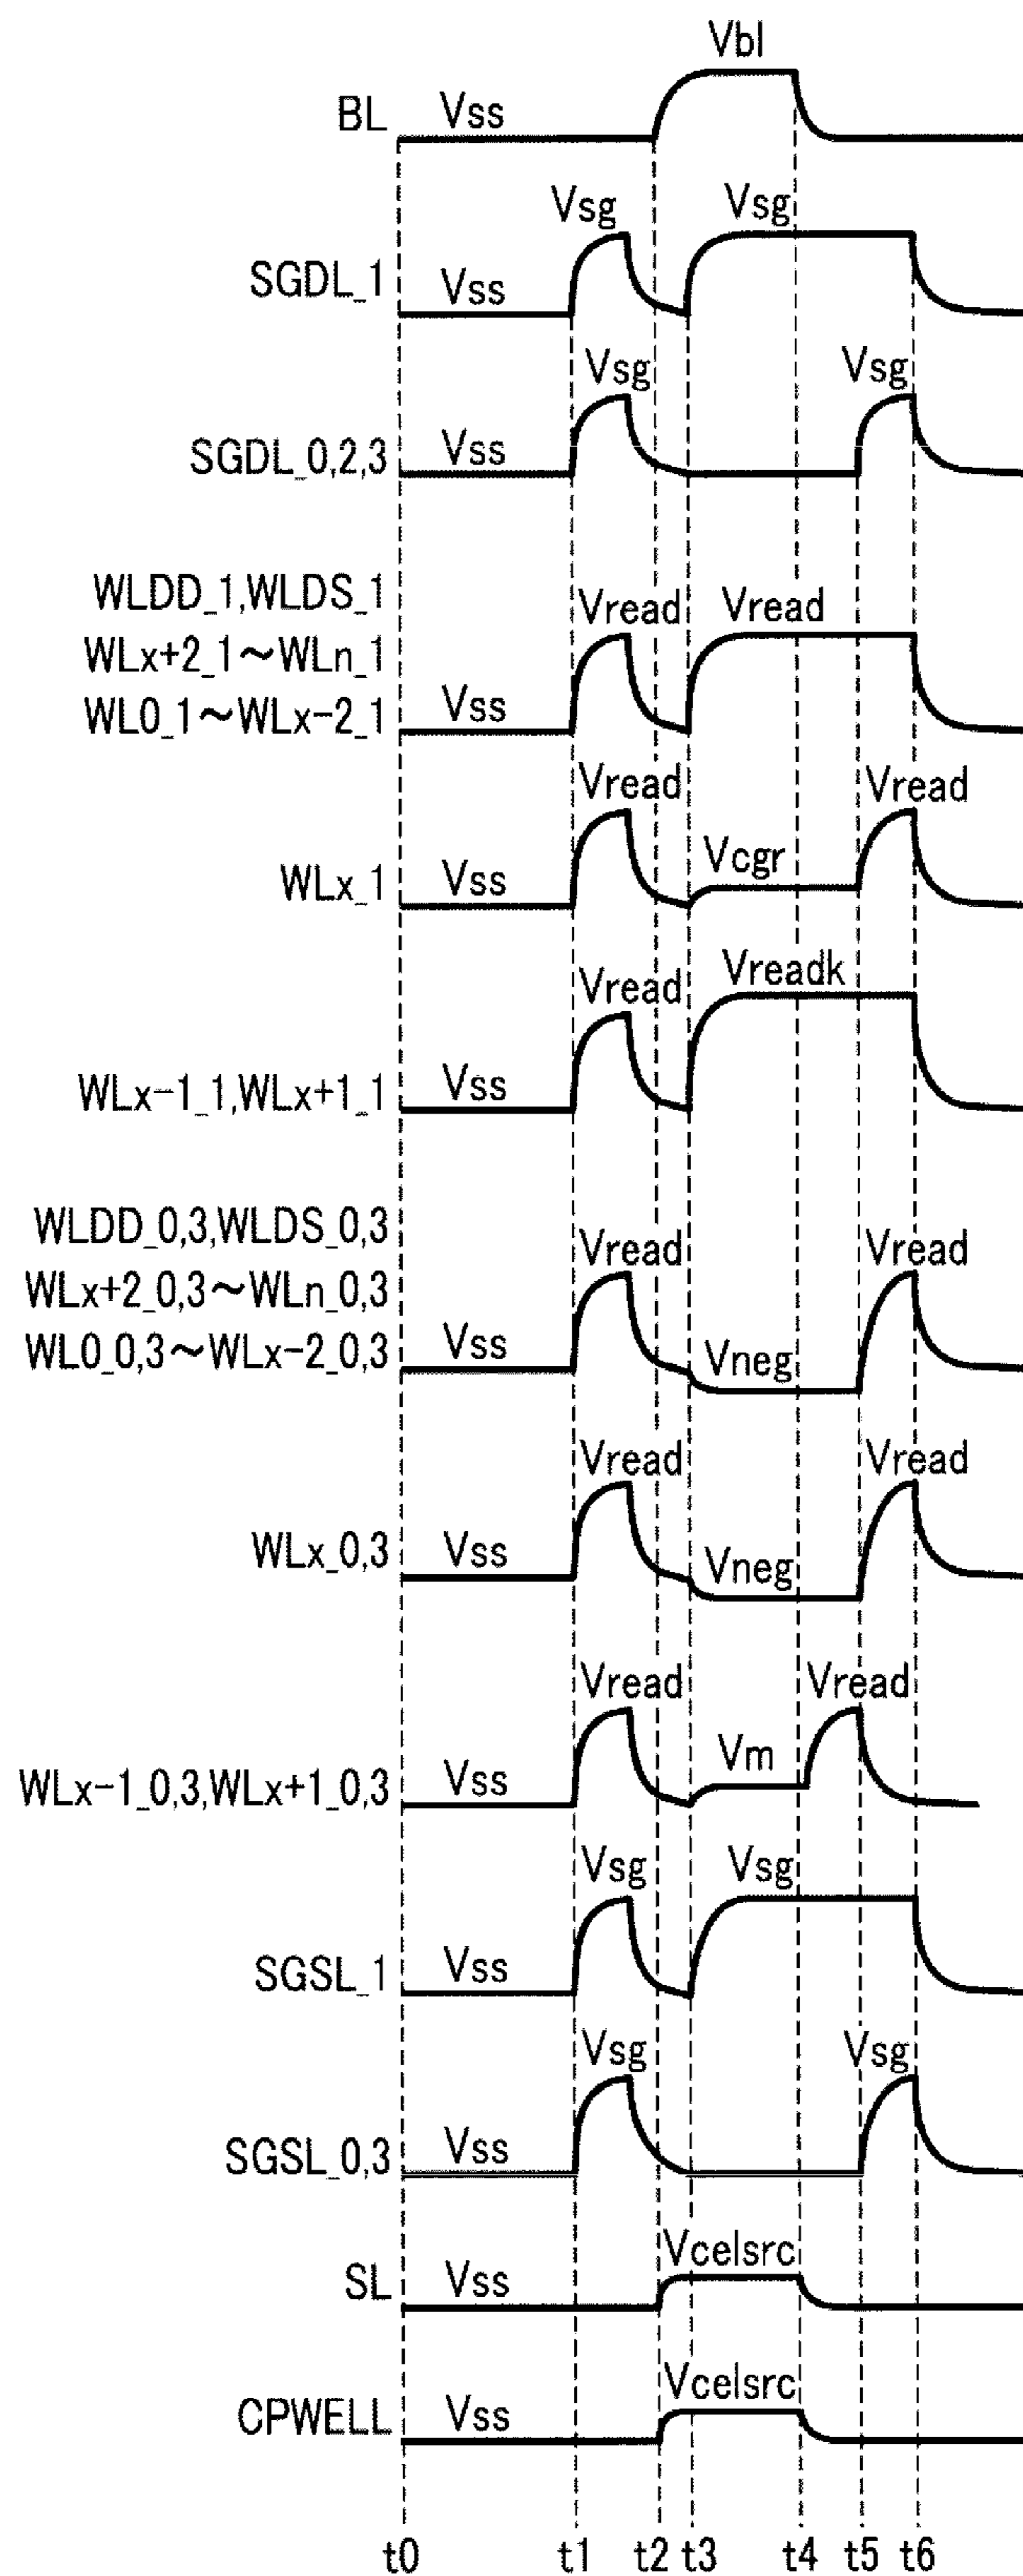 Vbl
BL Vss
Vsg Vsg
SGDL_1 Vss
Vsg Vsg
SGDL_0,2,3 Vss
WLDD_1,WLDS_1 Vread Vread
WLx+2_1～WLn_1
WL0_1～WLx-2_1 Vss
Vread Vread
WLx_1 Vss Vcgr
Vread Vreadk
WLx-1_1,WLx+1_1 Vss
WLDD_0,3,WLDS_0,3 Vread Vread
WLx+2_0,3～WLn_0,3
WL0_0,3～WLx-2_0,3 Vss Vneg
Vread Vread
WLx_0,3 Vss Vneg
Vread Vread
WLx-1_0,3,WLx+1_0,3 Vss Vm
Vsg Vsg
SGSL_1 Vss
Vsg Vsg
SGSL_0,3 Vss
SL Vss Vcelsrc
CPWELL Vss Vcelsrc
t0 t1 t2 t3 t4 t5 t6